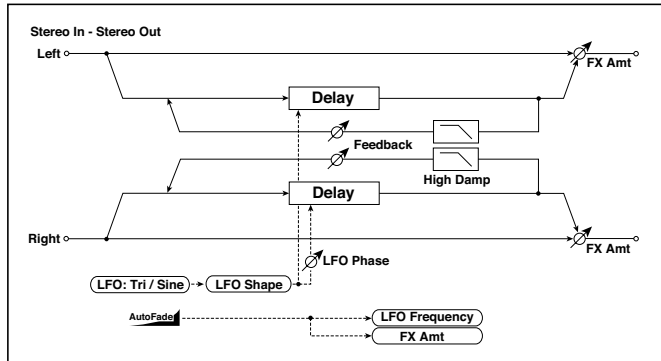 Stereo In - Stereo Out
Left
FX Amt
Delay
Feedback
High Damp
Delay
Right
FX Amt
LFO Phase
LFO: Tri / Sine
LFO Shape
AutoFade
LFO Frequency
FX Amt